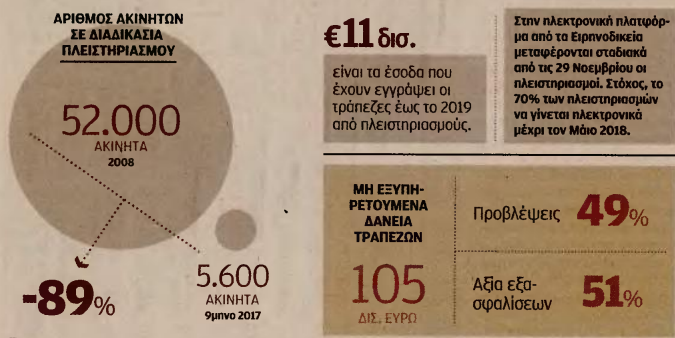 ΑΡΙΘΜΟΣ ΑΚΙΝΗΤΩΝ
ΣΕ ΔΙΑΔΙΚΑΣΙΑ
ΠΛΕΙΣΤΗΡΙΑΣΜΟΥ
52.000
ΑΚΙΝΗΤΑ
2008
-89%
5.600
ΑΚΙΝΗΤΑ
9μηνο 2017
€11 δισ.
είναι τα έσοδα που
έχουν εγγράψει οι
τράπεζες έως το 2019
από πλειστηριασμούς.
Στην ηλεκτρονική πλατφόρ-
μα από τα Ειρηνοδικεία
μεταφέρονται σταδιακά
από τις 29 Νοεμβρίου οι
πλειστηριασμοί. Στόχος, το
70% των πλειστηριασμών
να γίνεται ηλεκτρονικά
μέχρι τον Μάιο 2018.
ΜΗ ΕΞΥΠΗ-
ΡΕΤΟΥΜΕΝΑ
ΔΑΝΕΙΑ
ΤΡΑΠΕΖΩΝ
105
ΔΙΣ. ΕΥΡΩ
Προβλέψεις 49%
Αξία εξα-
σφαλίσεων 51%